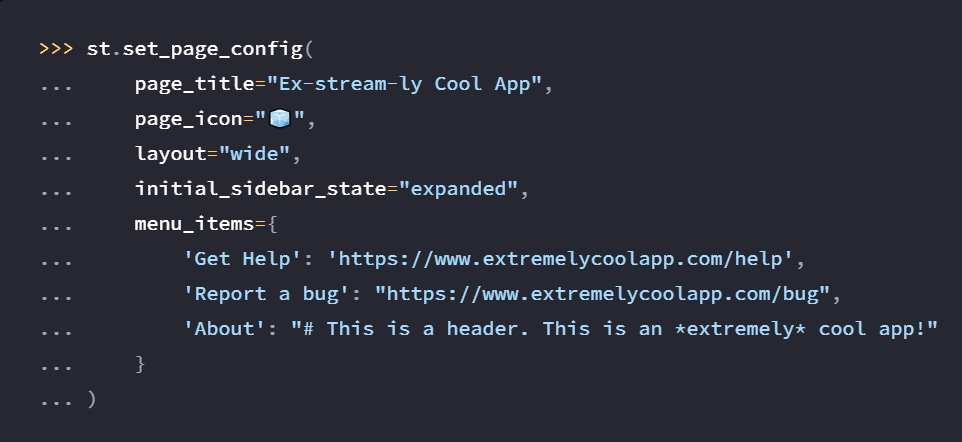 >>> st.set_page_config(
...     page_title="Ex-stream-ly Cool App",
...     page_icon="🧊",
...     layout="wide",
...     initial_sidebar_state="expanded",
...     menu_items={
...         'Get Help': 'https://www.extremelycoolapp.com/help',
...         'Report a bug': "https://www.extremelycoolapp.com/bug",
...         'About': "# This is a header. This is an *extremely* cool app!"
...     }
... )